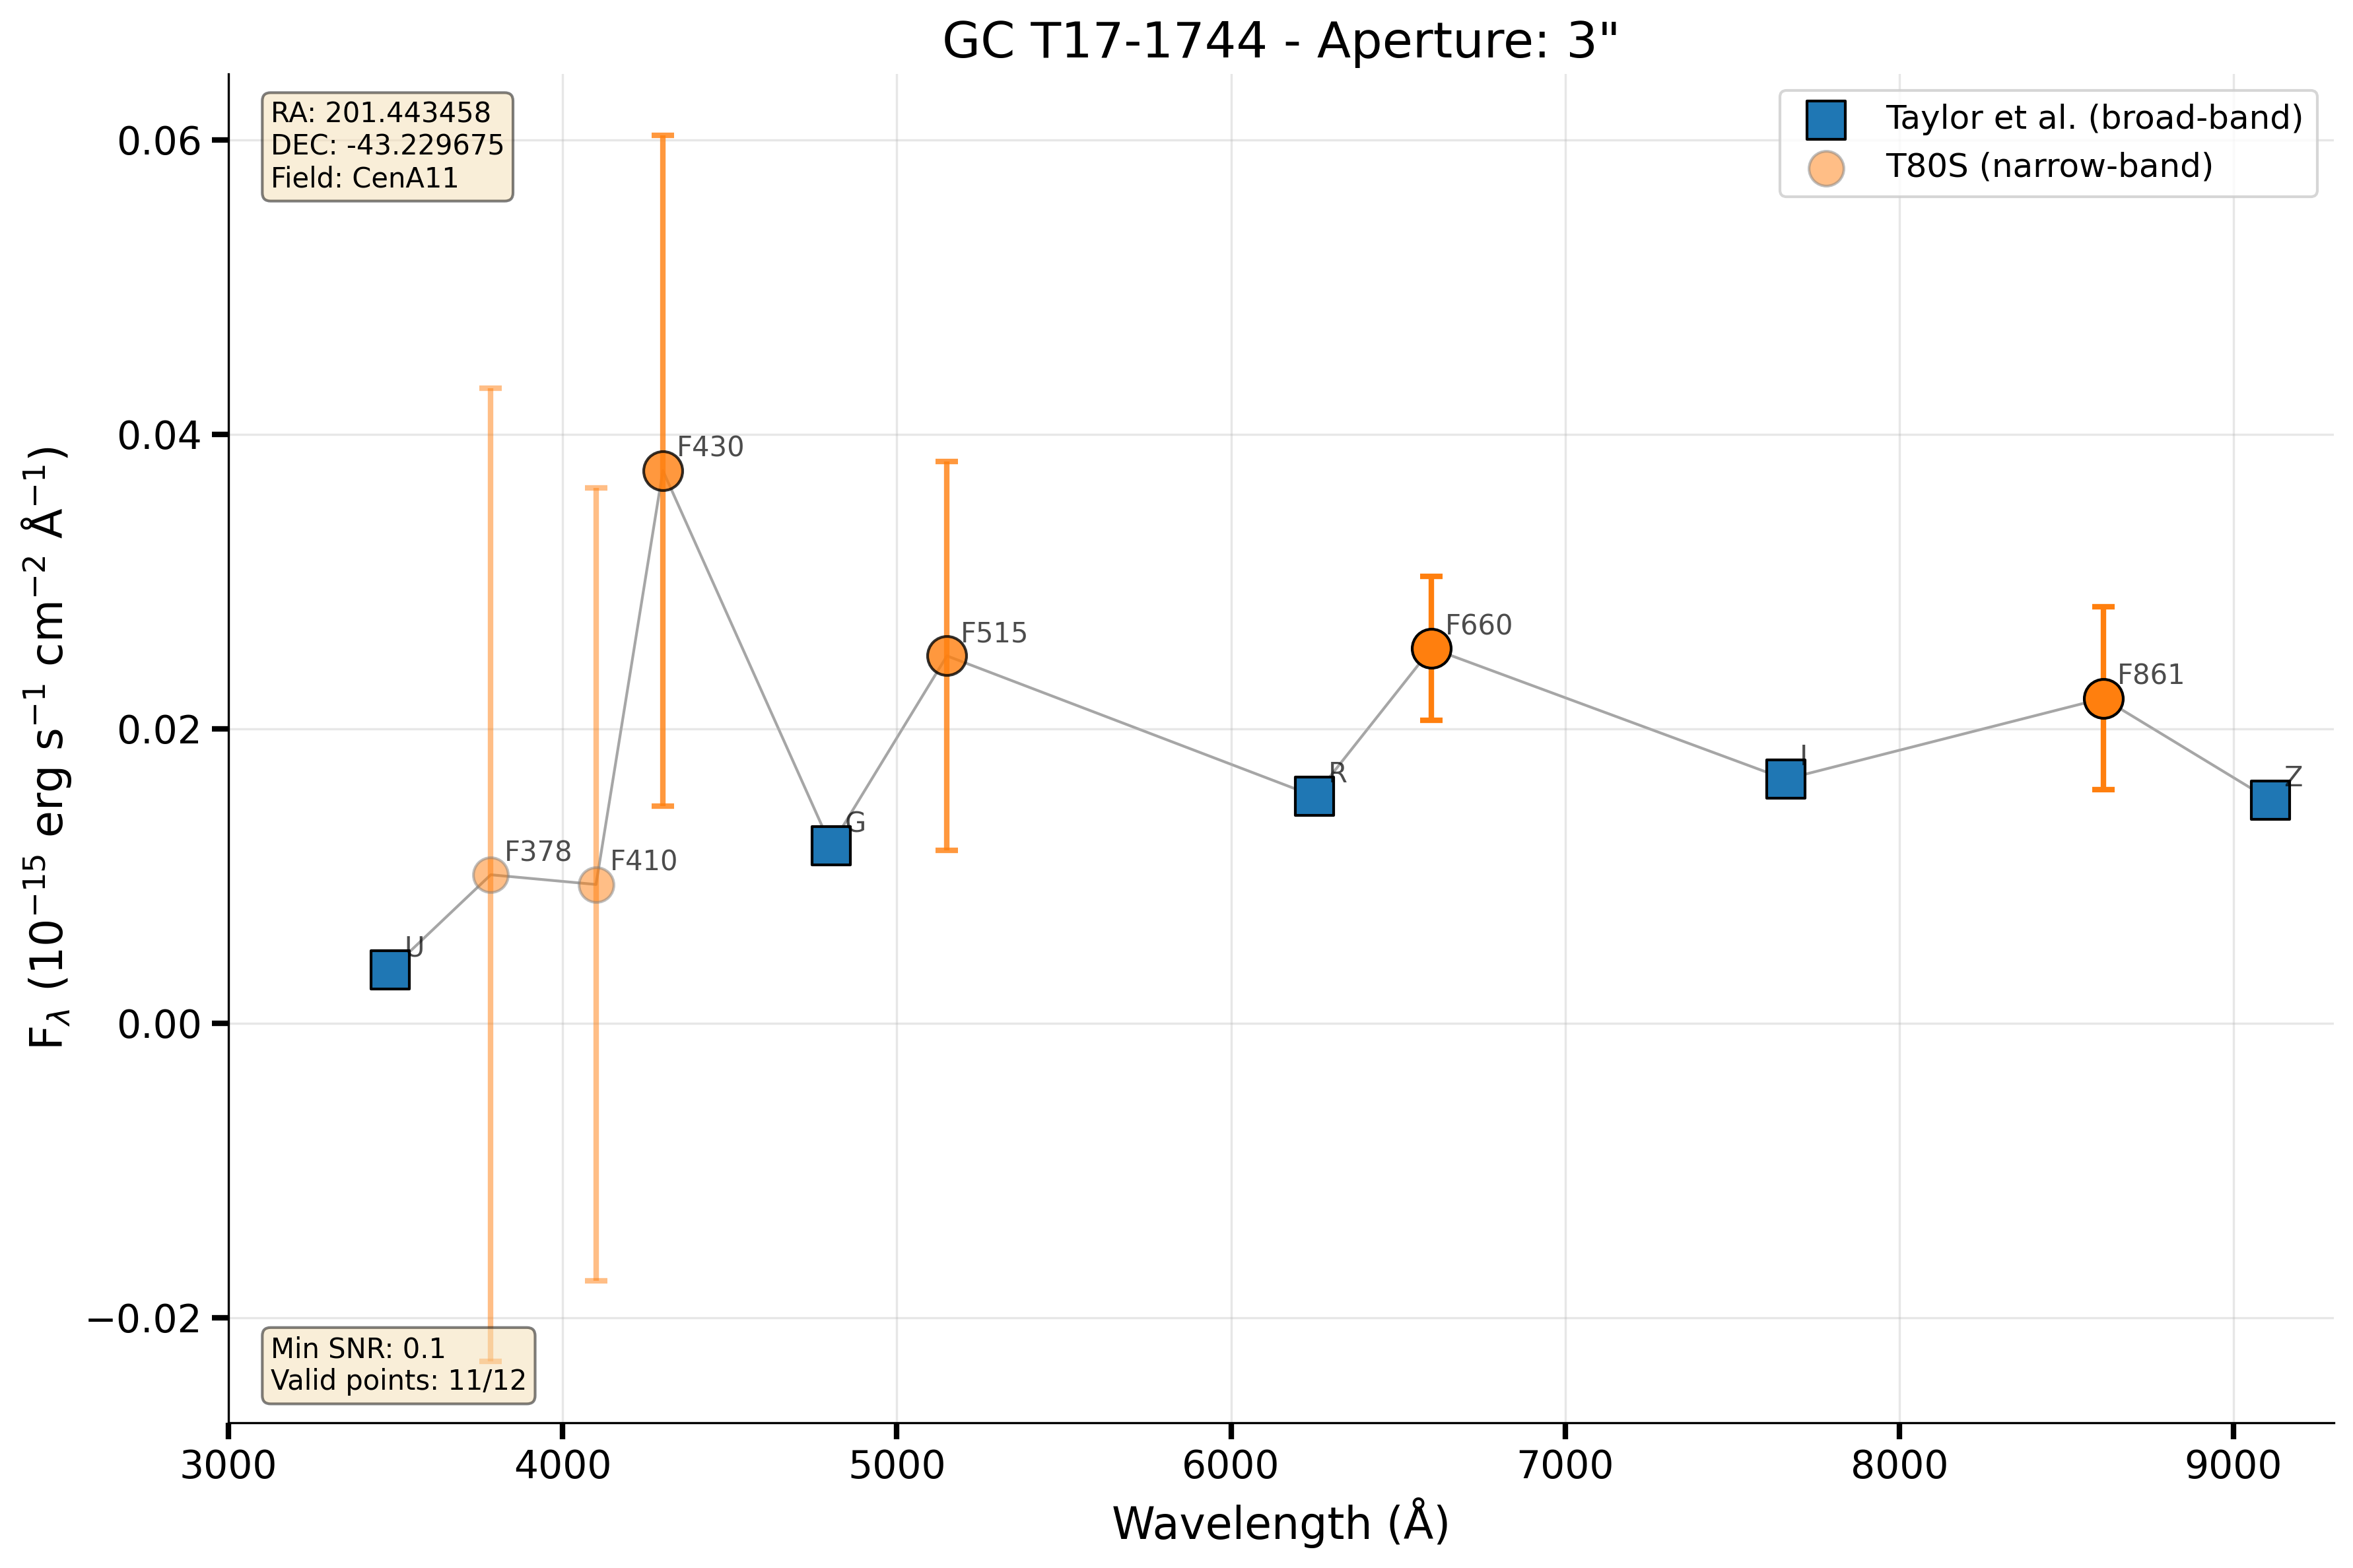 GC T17-1744 - Aperture: 3"
RA: 201.443458
DEC: -43.229675
Field: CenA11
Taylor et al. (broad-band)
T80S (narrow-band)
0.06
0.04
0.02
0.00
−0.02
F430
F515
F660
F861
F378
F410
U
G
R
I
Z
Min SNR: 0.1
Valid points: 11/12
3000
4000
5000
6000
7000
8000
9000
Wavelength (Å)
Fλ (10⁻¹⁵ erg s⁻¹ cm⁻² Å⁻¹)